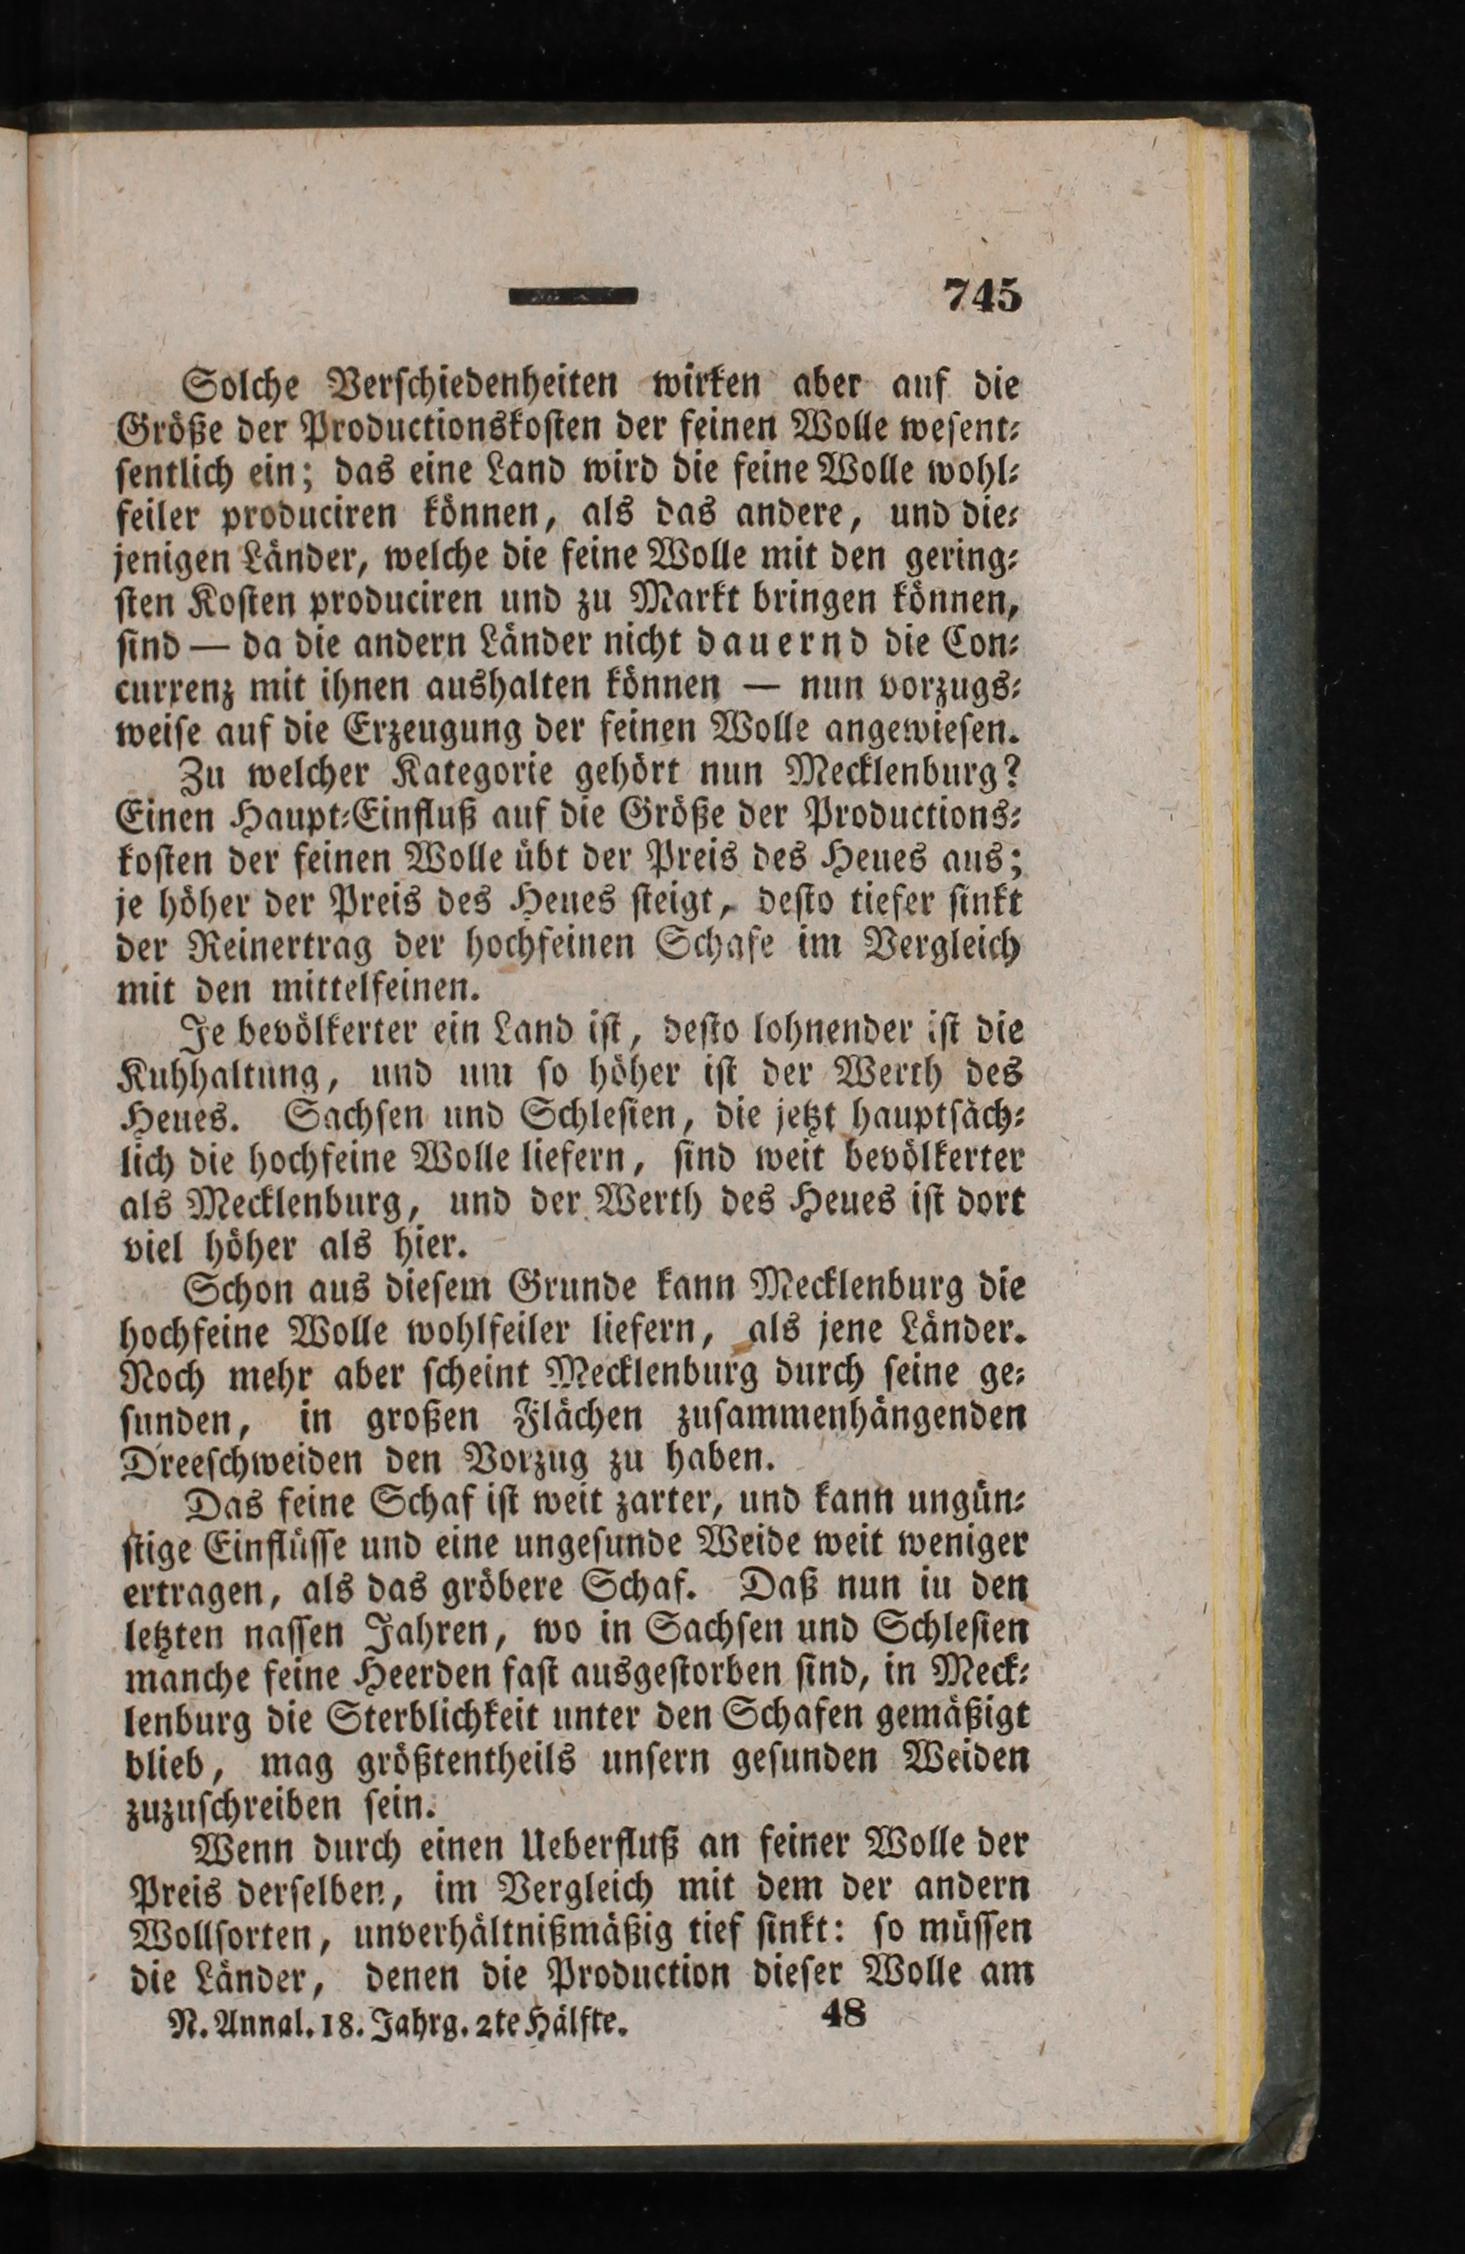 745
Solche Verschiedenheiten wirken aber auf die
Größe der Productionskosten der feinen Wolle wesent-
sentlich ein; das eine Land wird die feine Wolle wohl-
feiler produciren können, als das andere, und die-
jenigen Länder, welche die feine Wolle mit den gering-
sten Kosten produciren und zu Markt bringen können,
sind — da die andern Länder nicht dauernd die Con-
currenz mit ihnen aushalten können — nun vorzugs-
weise auf die Erzeugung der feinen Wolle angewiesen.
Zu welcher Kategorie gehört nun Mecklenburg?
Einen Haupt-Einfluß auf die Größe der Productions-
kosten der feinen Wolle übt der Preis des Heues aus;
je höher der Preis des Heues steigt, desto tiefer sinkt
der Reinertrag der hochfeinen Schafe im Vergleich
mit den mittelfeinen.
Je bevölkerter ein Land ist, desto lohnender ist die
Kuhhaltung, und um so höher ist der Werth des
Heues. Sachsen und Schlesien, die jetzt hauptsäch-
lich die hochfeine Wolle liefern, sind weit bevölkerter
als Mecklenburg, und der Werth des Heues ist dort
viel höher als hier.
Schon aus diesem Grunde kann Mecklenburg die
hochfeine Wolle wohlfeiler liefern, als jene Länder.
Noch mehr aber scheint Mecklenburg durch seine ge-
sunden, in großen Flächen zusammenhängenden
Dreeschweiden den Vorzug zu haben.
Das feine Schaf ist weit zarter, und kann ungün-
stige Einflüsse und eine ungesunde Weide weit weniger
ertragen, als das gröbere Schaf. Daß nun iu den
letzten nassen Jahren, wo in Sachsen und Schlesien
manche feine Heerden fast ausgestorben sind, in Meck-
lenburg die Sterblichkeit unter den Schafen gemäßigt
blieb, mag größtentheils unsern gesunden Weiden
zuzuschreiben sein.
Wenn durch einen Ueberfluß an feiner Wolle der
Preis derselben, im Vergleich mit dem der andern
Wollsorten, unverhältnißmäßig tief sinkt: so müssen
die Länder, denen die Production dieser Wolle am
N. Annal. 18. Jahrg. 2te Hälfte. 48